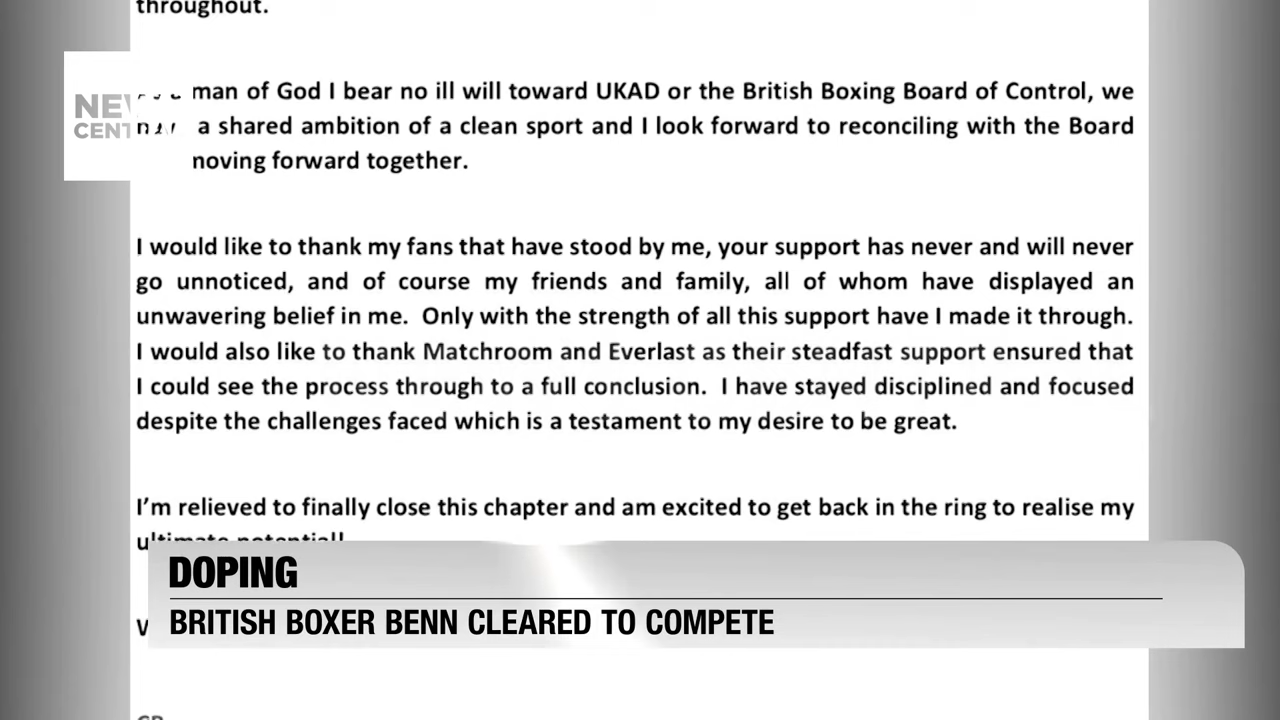 throughout.
man of God I bear no ill will toward UKAD or the British Boxing Board of Control, we
a shared ambition of a clean sport and I look forward to reconciling with the Board
moving forward together.
I would like to thank my fans that have stood by me, your support has never and will never
go unnoticed, and of course my friends and family, all of whom have displayed an
unwavering belief in me. Only with the strength of all this support have I made it through.
I would also like to thank Matchroom and Everlast as their steadfast support ensured that
I could see the process through to a full conclusion. I have stayed disciplined and focused
despite the challenges faced which is a testament to my desire to be great.
I'm relieved to finally close this chapter and am excited to get back in the ring to realise my
ultimate potential!
DOPING
BRITISH BOXER BENN CLEARED TO COMPETE